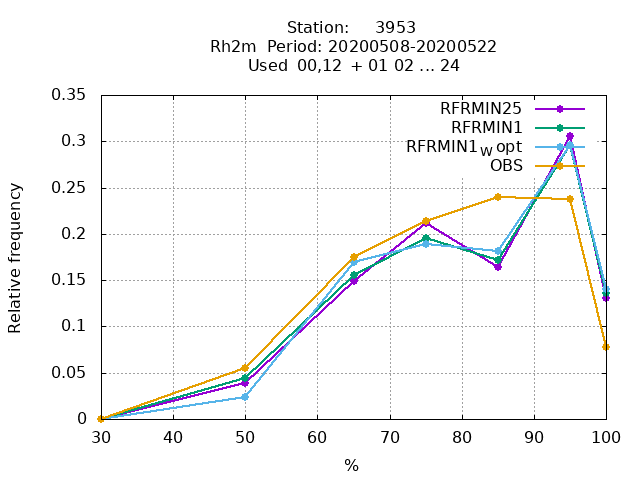 Station: 3953
Rh2m Period: 20200508-20200522
Used 00,12 + 01 02 ... 24
RFRMIN25
RFRMIN1
RFRMIN1_W opt
OBS
0.35
0.3
0.25
0.2
0.15
0.1
0.05
0
Relative frequency
30 40 50 60 70 80 90 100
%